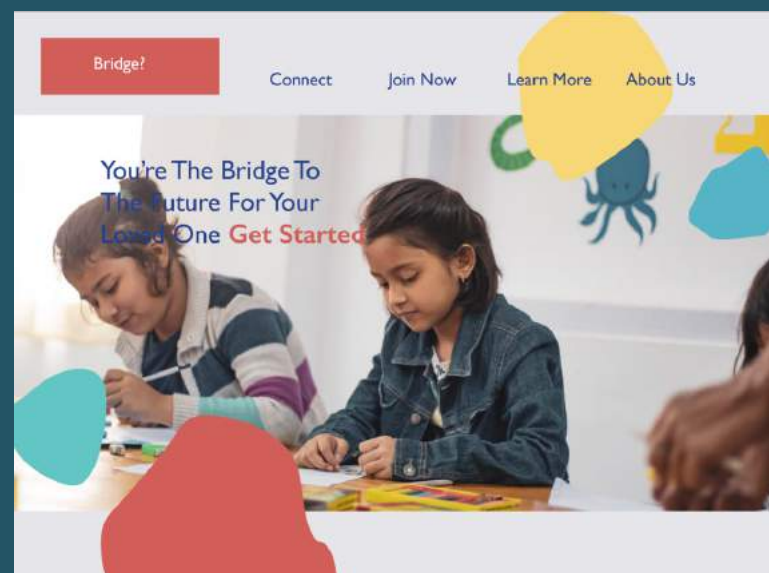 Bridge?
Connect Join Now Learn More About Us
You're The Bridge To
The Future For Your
Loved One Get Started